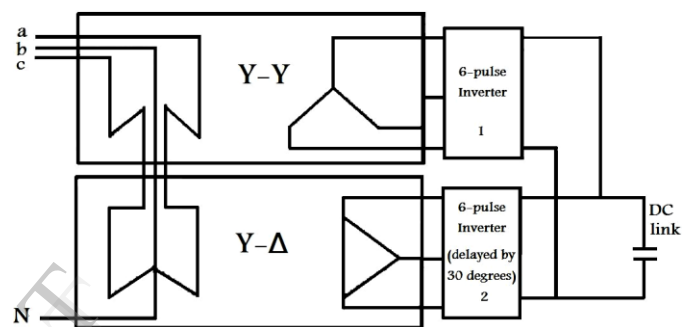 a
b
c
Y-Y
6-pulse
Inverter
1
Y-Δ
6-pulse
Inverter
(delayed by
30 degrees)
2
DC
link
N